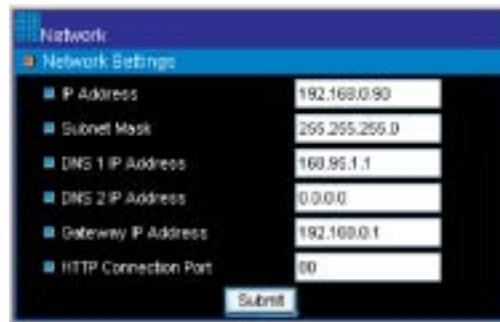 Network
Network Settings
IP Address 192.168.0.90
Subnet Mask 255.255.255.0
DNS 1 IP Address 168.95.1.1
DNS 2 IP Address 0.0.0.0
Gateway IP Address 192.168.0.1
HTTP Connection Port
Submit